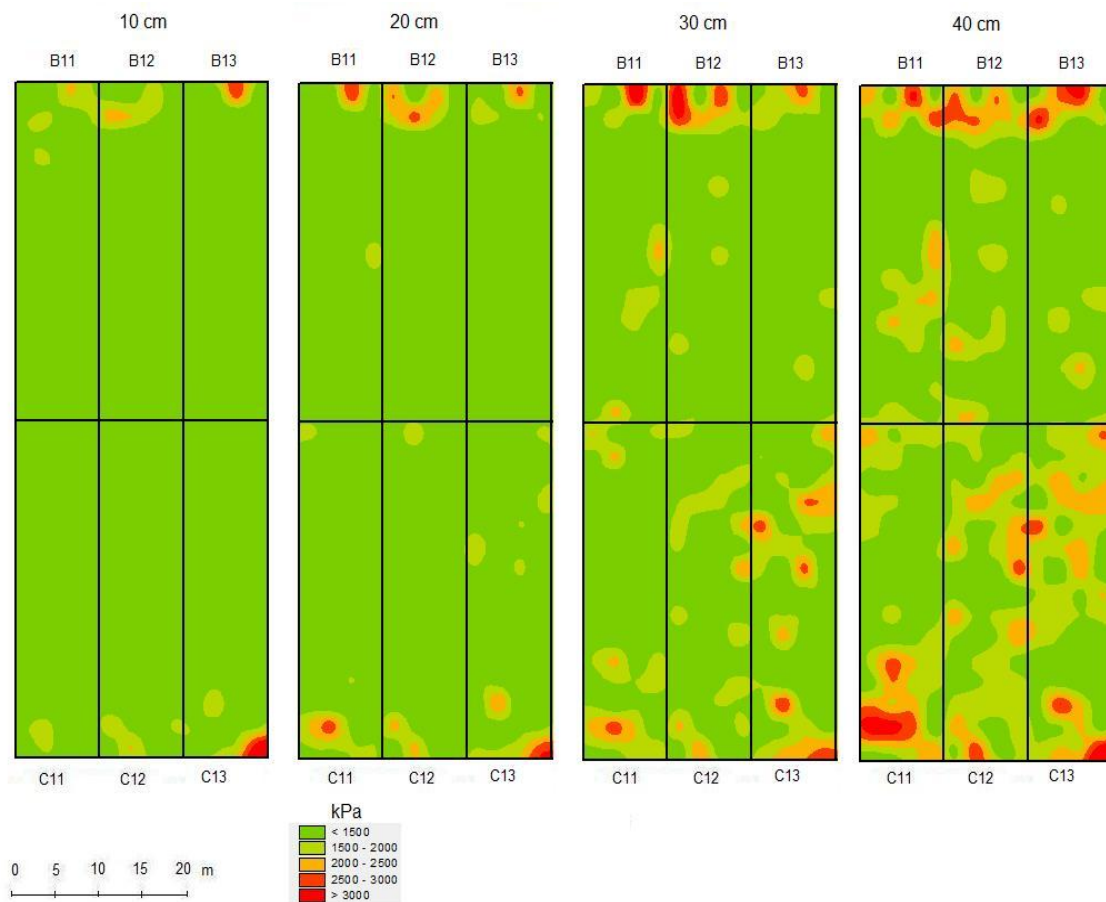 10 cm 20 cm 30 cm 40 cm
B11 B12 B13 B11 B12 B13 B11 B12 B13 B11 B12 B13
C11 C12 C13 C11 C12 C13 C11 C12 C13 C11 C12 C13
kPa
< 1500
1500 - 2000
2000 - 2500
2500 - 3000
> 3000
0 5 10 15 20 m